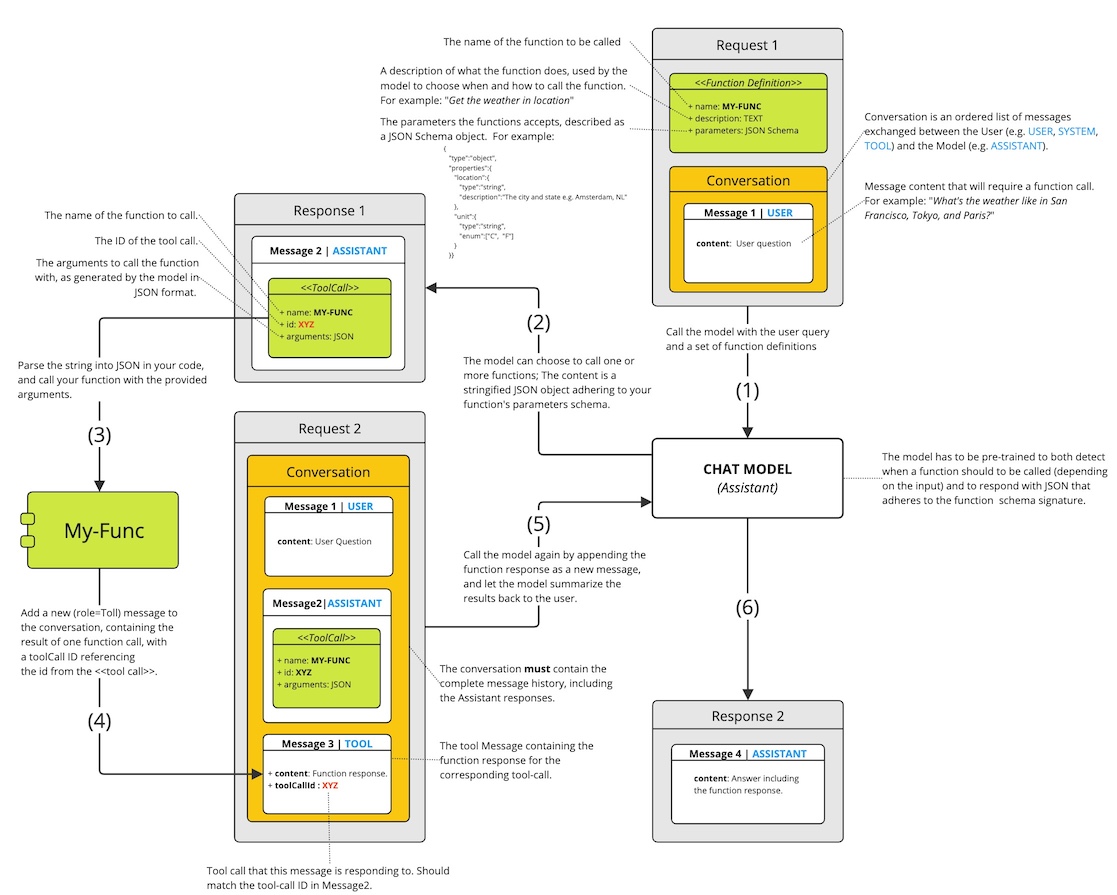 Request 1
The name of the function to be called
<<Function Definition>>
+ name: MY-FUNC
+ description: TEXT
+ parameters: JSON Schema
A description of what the function does, used by the
model to choose when and how to call the function.
For example: "Get the weather in location"
The parameters the functions accepts, described as
a JSON Schema object.  For example:
{
"type":"object",
"properties":{
"location":{
"type":"string",
"description":"The city and state e.g. Amsterdam, NL"
},
"unit":{
"type":"string",
"enum":["C",  "F"]
}
}}
Conversation is an ordered list of messages
exchanged between the User (e.g. USER, SYSTEM,
TOOL) and the Model (e.g. ASSISTANT).
Conversation
Message 1 | USER
content:  User question
Message content that will require a function call.
For example: "What's the weather like in San
Francisco, Tokyo, and Paris?"
Call the model with the user query
and a set of function definitions
(1)
Response 1
Message 2 | ASSISTANT
<<ToolCall>>
+ name: MY-FUNC
+ id: XYZ
+ arguments: JSON
The name of the function to call.
The ID of the tool call.
The arguments to call the function
with, as generated by the model in
JSON format.
(2)
The model can choose to call one or
more functions; The content is a
stringified JSON object adhering to your
function's parameters schema.
Parse the string into JSON in your code,
and call your function with the provided
arguments.
(3)
My-Func
Add a new (role=Toll) message to
the conversation, containing the
result of one function call, with
a toolCall ID referencing
the id from the <<tool call>>.
(4)
CHAT MODEL
(Assistant)
The model has to be pre-trained to both detect
when a function should to be called (depending
on the input) and to respond with JSON that
adheres to the function  schema signature.
Request 2
Conversation
Message 1 | USER
content: User Question
Message2|ASSISTANT
<<ToolCall>>
+ name: MY-FUNC
+ id: XYZ
+ arguments: JSON
Message 3 | TOOL
+ content: Function response.
+ toolCallId : XYZ
(5)
Call the model again by appending the
function response as a new message,
and let the model summarize the
results back to the user.
The conversation must contain the
complete message history, including
the Assistant responses.
The tool Message containing the
function response for the
corresponding tool-call.
Tool call that this message is responding to. Should
match the tool-call ID in Message2.
(6)
Response 2
Message 4 | ASSISTANT
content: Answer including
the function response.